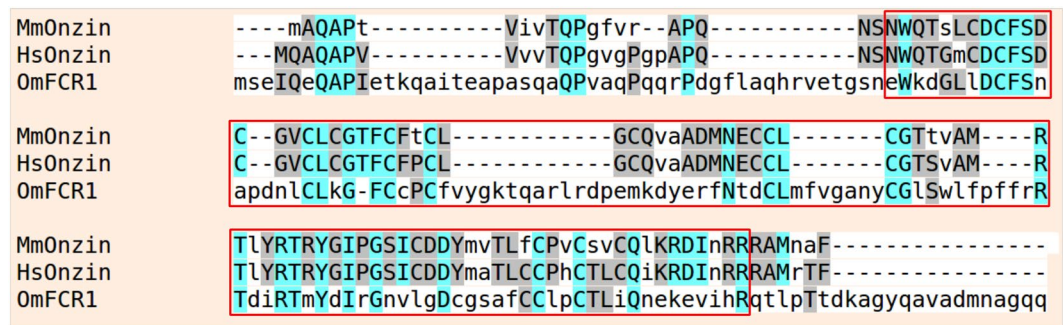 MmOnzin ----mAQAPt----------VivTQPgfvr--APQ----------NSNWQTsLCDCFSD
HsOnzin ---MQAQAPV----------VvvTQPgvgPgpAPQ----------NSNWQTGmCDCFSD
OmFCR1 mseIQeQAPIetkqaiteapasqaQPvaqPqqrPdgflaqhrvetgsneWkdGLlDCFSn
MmOnzin C--GVCLCGTFCFtCL------------GCQvaADMNECCL-------CGTtvAM----R
HsOnzin C--GVCLCGTFCFPCL------------GCQvaADMNECCL-------CGTSvAM----R
OmFCR1 apdnlCLkG-FCcPCfvygktqarlrdpemkdyerfNtdCLmfvganyCGlSwlfpffrR
MmOnzin TlYRTRYGIPGSICDDYmvTLfCPvCsvCQlKRDInRRRAMnaF----------------
HsOnzin TlYRTRYGIPGSICDDYmaTLCCPhCTLCQiKRDInRRRAMrTF----------------
OmFCR1 TdiRTmYdIrGnvlgDcgsafCClpCTLiQnekevihRqtlpTtdkagyqavadmnagqq